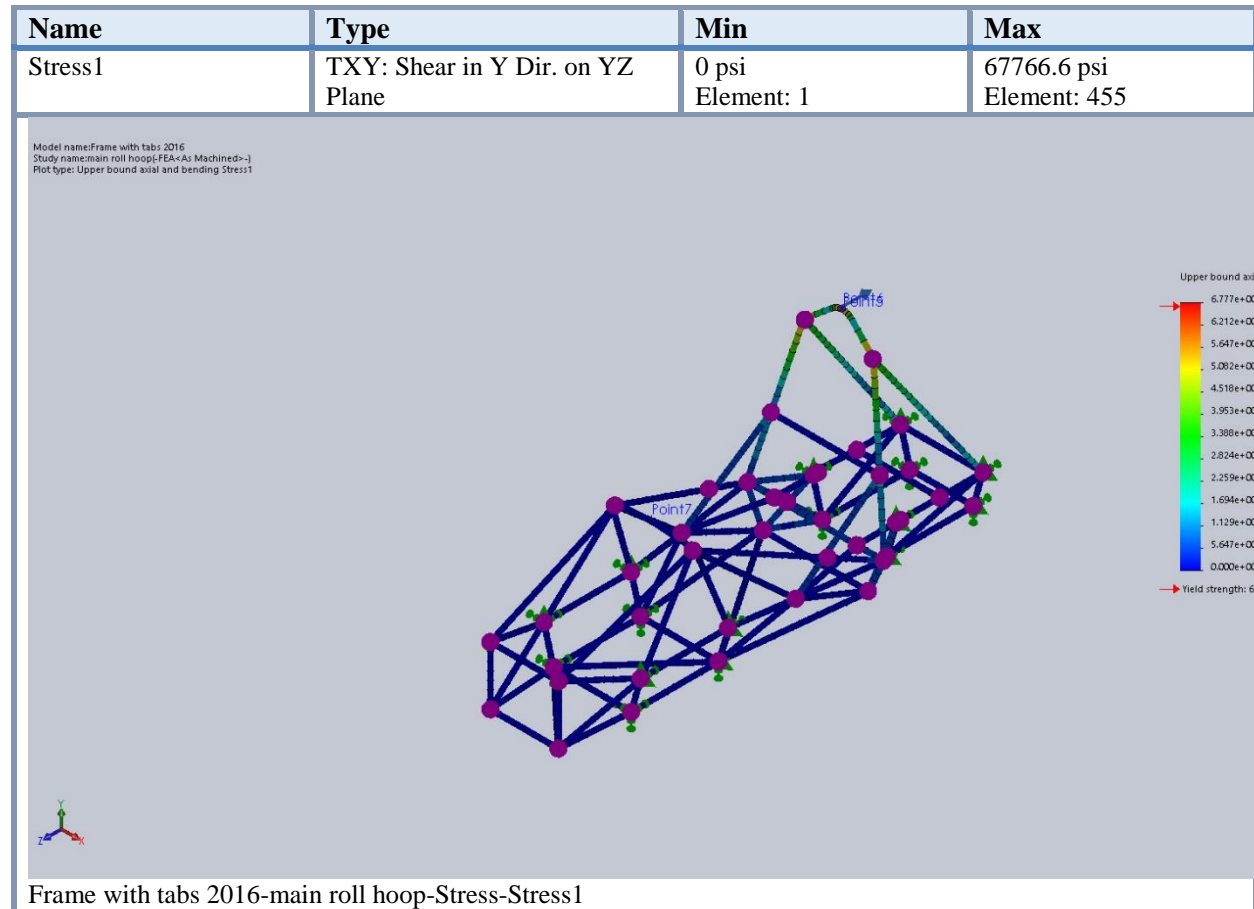 Name Type Min Max
Stress1 TXY: Shear in Y Dir. on YZ Plane 0 psi Element: 1 67766.6 psi Element: 455
Model name:Frame with tabs 2016
Study name:main roll hoop(-FEA<As Machined>-)
Plot type: Upper bound axial and bending Stress1
Upper bound axi
6.777e+00
6.212e+00
5.647e+00
5.082e+00
4.518e+00
3.953e+00
3.388e+00
2.824e+00
2.259e+00
1.694e+00
1.129e+00
5.647e+00
0.000e+00
Yield strength: 6
Point7
Y
Z
X
Frame with tabs 2016-main roll hoop-Stress-Stress1